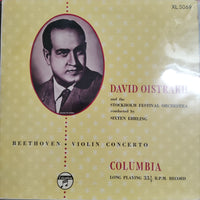 XL 5069
DAVID OISTRAKH
and the
STOCKHOLM FESTIVAL ORCHESTRA
conducted by
SIXTEN EHRLING
BEETHOVEN VIOLIN CONCERTO
COLUMBIA
LONG PLAYING 33⅓ R.P.M. RECORD